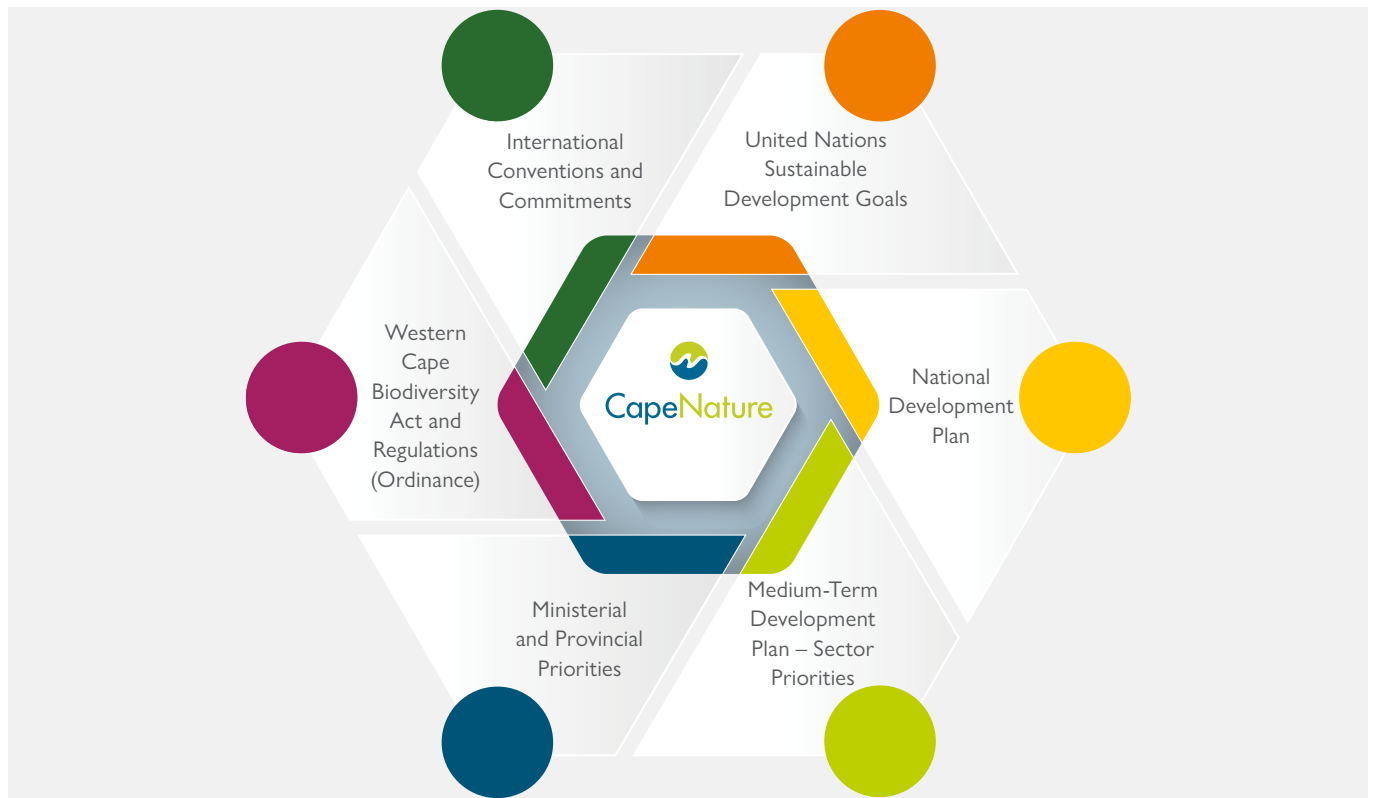 International
Conventions and
Commitments
United Nations
Sustainable
Development Goals
Western
Cape
Biodiversity
Act and
Regulations
(Ordinance)
CapeNature
National
Development
Plan
Ministerial
and Provincial
Priorities
Medium-Term
Development
Plan – Sector
Priorities